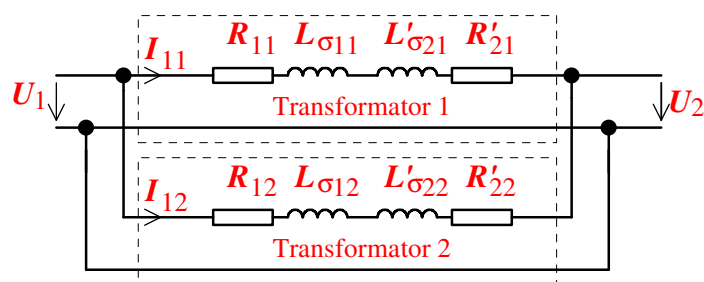 R11 Lσ11 L′σ21 R′21
I11
U1 U2
Transformator 1
R12 Lσ12 L′σ22 R′22
I12
Transformator 2